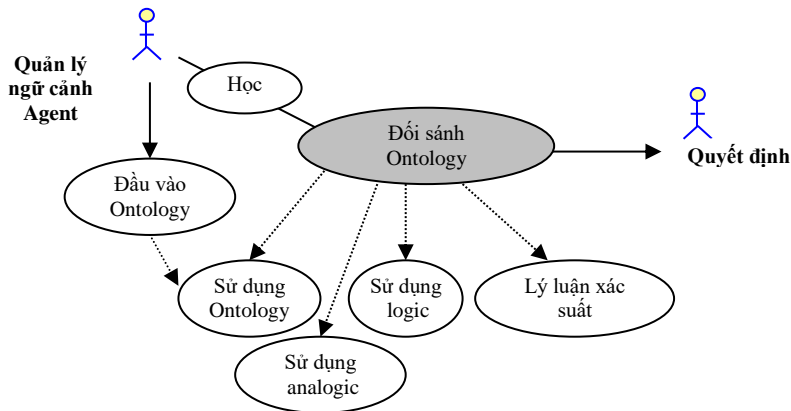 Quản lý
ngữ cảnh
Agent
Học
Đối sánh
Ontology
Quyết định
Đầu vào
Ontology
Sử dụng
Ontology
Sử dụng
logic
Lý luận xác
suất
Sử dụng
analogic